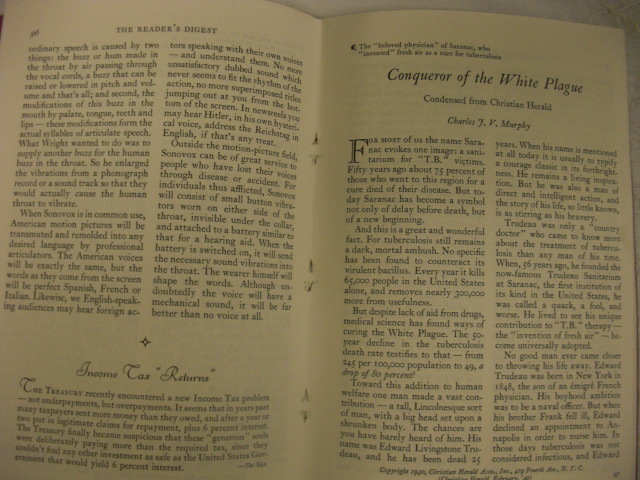 96
THE READER'S DIGEST
ordinary speech is caused by two
things: the buzz or hum made in
the throat by air passing through
the vocal cords, a buzz that can be
raised or lowered in pitch and vol-
ume and that's all; and second, the
modifications of this buzz in the
mouth by palate, tongue, teeth and
lips — these modifications form the
actual syllables of articulate speech.
What Wright wanted to do was to
supply another buzz for the human
buzz in the throat. So he enlarged
the vibrations from a phonograph
record or a sound track so that they
would actually cause the human
throat to vibrate.
When Sonovox is in common use,
American motion pictures will be
transmuted and remolded into any
desired language by professional
articulators. The American voices
will be exactly the same, but the
words as they come from the screen
will be perfect Spanish, French or
Italian. Likewise, we English-speak-
ing audiences may hear foreign ac-
tors speaking with their own voices
— and understand them. No more
unsatisfactory dubbed sound which
never seems to fit the rhythm of the
action, no more superimposed titles
jumping out at you from the bot-
tom of the screen. In newsreels you
may hear Hitler, in his own hysteri-
cal voice, address the Reichstag in
English, if that's any treat.
Outside the motion-picture field,
Sonovox can be of great service to
people who have lost their voices
through disease or accident. For
individuals thus afflicted, Sonovox
will consist of small button vibra-
tors worn on either side of the
throat, invisible under the collar,
and attached to a battery similar to
that for a hearing aid. When the
battery is switched on, it will send
the necessary sound vibrations into
the throat. The wearer himself will
shape the words. Although un-
doubtedly the voice will have a
mechanical sound, it will be far
better than no voice at all.
Income Tax "Returns"
THE TREASURY recently encountered a new Income Tax problem
— not underpayments, but overpayments. It seems that in years past
many taxpayers sent more money than they owed, and after a year or
two put in legitimate claims for repayment, plus 6 percent interest.
The Treasury finally became suspicious that these "generous" souls
were deliberately paying more than the required tax, since they
couldn't find any other investment as safe as the United States Gov-
ernment that would yield 6 percent interest.
The "beloved physician" of Saranac, who
"invented" fresh air as a cure for tuberculosis
Conqueror of the White Plague
Condensed from Christian Herald
Charles J. V. Murphy
FOR MOST of us the name Sara-
nac evokes one image: a sani-
tarium for "T.B." victims.
Fifty years ago about 75 percent of
those who went to this region for a
cure died of their disease. But to-
day Saranac has become a symbol
not only of delay before death, but
of a new beginning.
And this is a great and wonderful
fact. For tuberculosis still remains
a dark, mortal ambush. No specific
has been found to counteract its
virulent bacillus. Every year it kills
65,000 people in the United States
alone, and removes nearly 300,000
more from usefulness.
But despite lack of aid from drugs,
medical science has found ways of
curing the White Plague. The 50-
year decline in the tuberculosis
death rate testifies to that — from
245 per 100,000 population to 49, a
drop of 80 percent!
Toward this addition to human
welfare one man made a vast con-
tribution — a tall, Lincolnesque sort
of man, with a big head set upon a
shrunken body. The chances are
you have barely heard of him. His
name was Edward Livingstone Tru-
deau, and he has been dead 25
years. When his name is mentioned
at all today it is usually to typify
a courage classic in its forthright-
ness. He remains a living inspira-
tion. But he was also a man of
direct and intelligent action, and
the story of his life, so little known,
is as stirring as his bravery.
Trudeau was only a "country
doctor" who came to know more
about the treatment of tubercu-
losis than any man of his time.
When, 56 years ago, he founded the
now-famous Trudeau Sanitarium
at Saranac, the first institution of
its kind in the United States, he
was called a quack, a fool, and
worse. He lived to see his unique
contribution to "T.B." therapy —
the "invention of fresh air" — be-
come universally adopted.
No good man ever came closer
to throwing his life away. Edward
Trudeau was born in New York in
1848, the son of an émigré French
physician. His boyhood ambition
was to be a naval officer. But when
his brother Frank fell ill, Edward
declined an appointment to An-
napolis in order to nurse him. In
those days tuberculosis was not
considered infectious, and Edward
Copyright 1940, Christian Herald Assn., Inc., 419 Fourth Ave., N. Y. C.
(Christian Herald, February, '40)
97